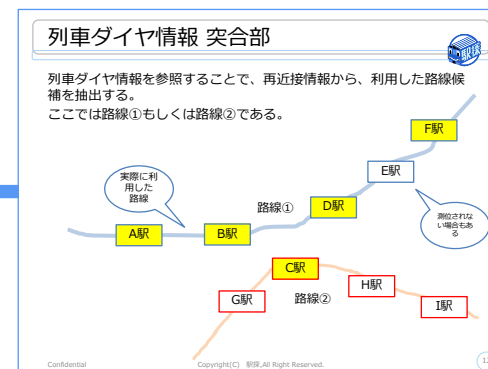 列車ダイヤ情報 突合部
駅探
列車ダイヤ情報を参照することで、再近接情報から、利用した路線候
補を抽出する。
ここでは路線①もしくは路線②である。
F駅
E駅
実際に利
用した
路線
路線①
D駅
測位されな
い場合もあ
る
A駅
B駅
C駅
H駅
G駅
路線②
I駅
Confidential
Copyright(C) 駅探,All Right Reserved.